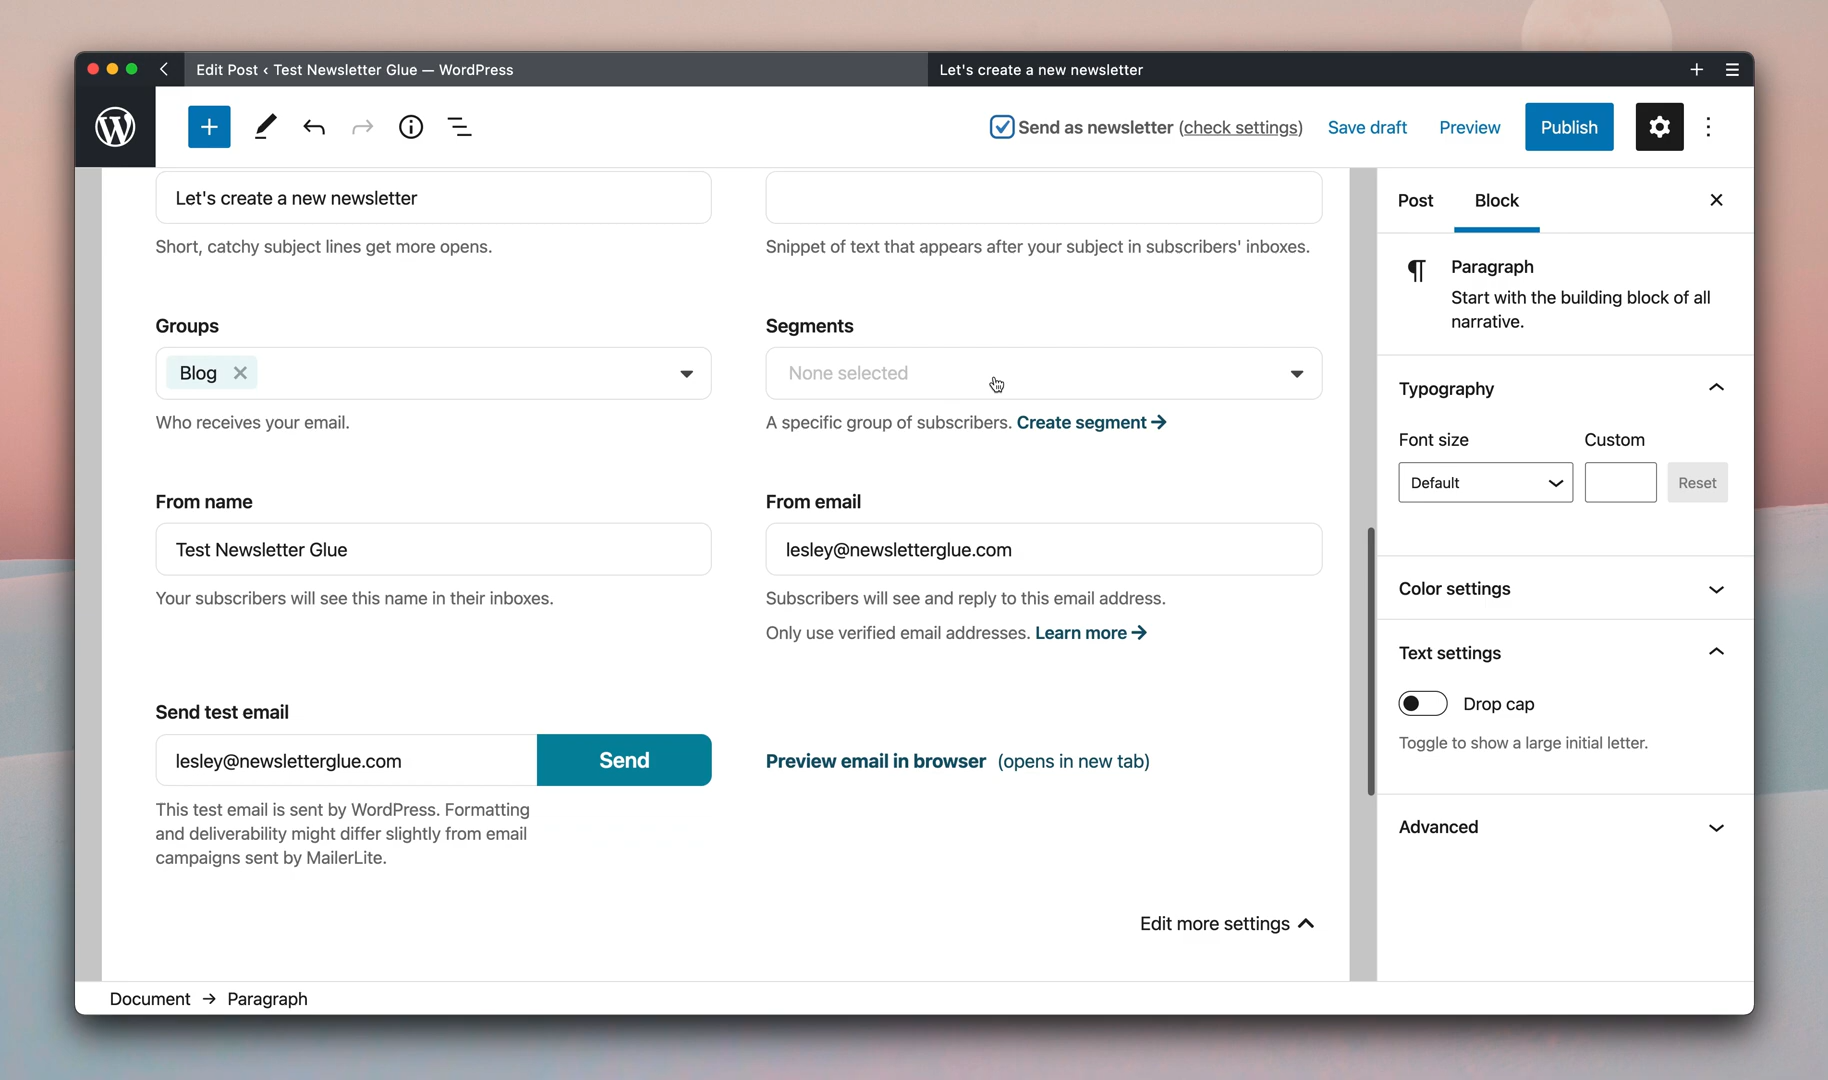 Edit Post ‹ Test Newsletter Glue — WordPress
Let's create a new newsletter
Send as newsletter (check settings)
Save draft
Preview
Publish
Let's create a new newsletter
Short, catchy subject lines get more opens.
Snippet of text that appears after your subject in subscribers' inboxes.
Groups
Blog
Who receives your email.
Segments
None selected
A specific group of subscribers. Create segment →
From name
Test Newsletter Glue
Your subscribers will see this name in their inboxes.
From email
lesley@newsletterglue.com
Subscribers will see and reply to this email address.
Only use verified email addresses. Learn more →
Send test email
lesley@newsletterglue.com
Send
This test email is sent by WordPress. Formatting
and deliverability might differ slightly from email
campaigns sent by MailerLite.
Preview email in browser (opens in new tab)
Edit more settings
Post
Block
Paragraph
Start with the building block of all
narrative.
Typography
Font size
Custom
Default
Reset
Color settings
Text settings
Drop cap
Toggle to show a large initial letter.
Advanced
Document → Paragraph